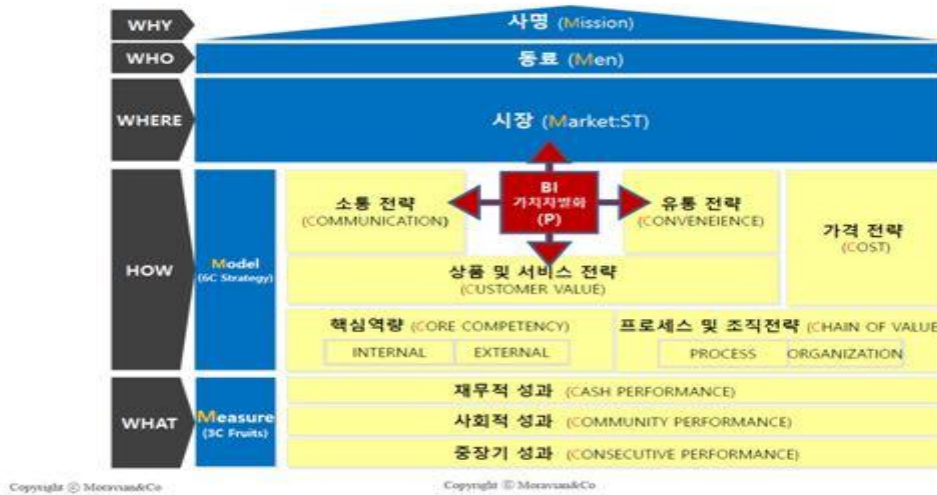 WHY
사명 (Mission)
WHO
동료 (Men)
WHERE
시장 (Market:ST)
HOW
Model
(6C Strategy)
소통 전략
(COMMUNICATION)
BI
가치차별화
(P)
유통 전략
(CONVENEIENCE)
가격 전략
(COST)
상품 및 서비스 전략
(CUSTOMER VALUE)
핵심역량 (CORE COMPETENCY)
INTERNAL EXTERNAL
프로세스 및 조직전략 (CHAIN OF VALUE
PROCESS ORGANIZATION
WHAT
Measure
(3C Fruits)
재무적 성과 (CASH PERFORMANCE)
사회적 성과 (COMMUNITY PERFORMANCE)
중장기 성과 (CONSECUTIVE PERFORMANCE)
Copyright ⓒ Moravian&Co
Copyright ⓒ Moravian&Co